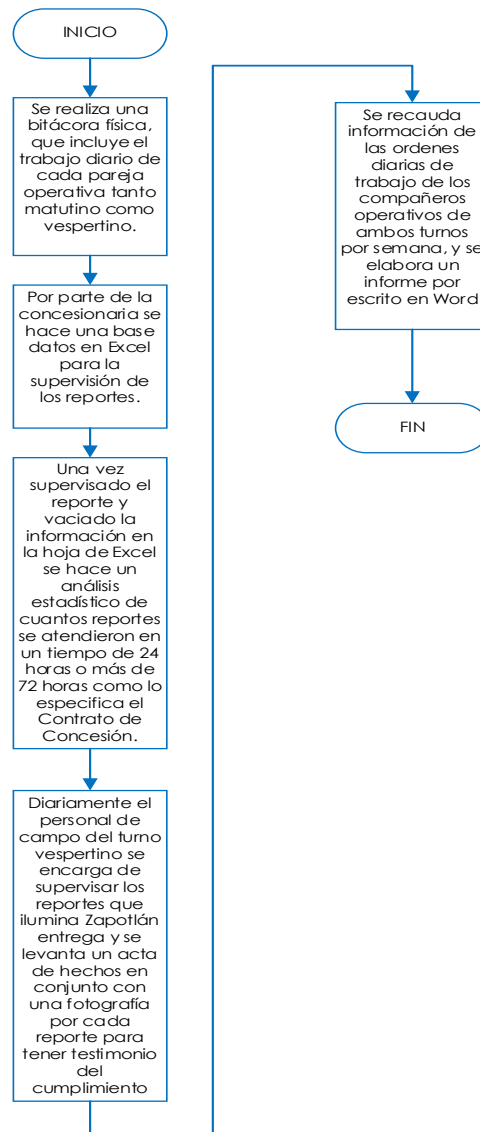 INICIO
Se realiza una
bitácora física,
que incluye el
trabajo diario de
cada pareja
operativa tanto
matutino como
vespertino.
Por parte de la
concesionaria se
hace una base
datos en Excel
para la
supervisión de
los reportes.
Una vez
supervisado el
reporte y
vaciado la
información en
la hoja de Excel
se hace un
análisis
estadístico de
cuantos reportes
se atendieron en
un tiempo de 24
horas o más de
72 horas como lo
especifica el
Contrato de
Concesión.
Diariamente el
personal de
campo del turno
vespertino se
encarga de
supervisar los
reportes que
ilumina Zapotlán
entrega y se
levanta un acta
de hechos en
conjunto con
una fotografía
por cada
reporte para
tener testimonio
del
cumplimiento
Se recauda
información de
las ordenes
diarias de
trabajo de los
compañeros
operativos de
ambos turnos
por semana, y se
elabora un
informe por
escrito en Word
FIN